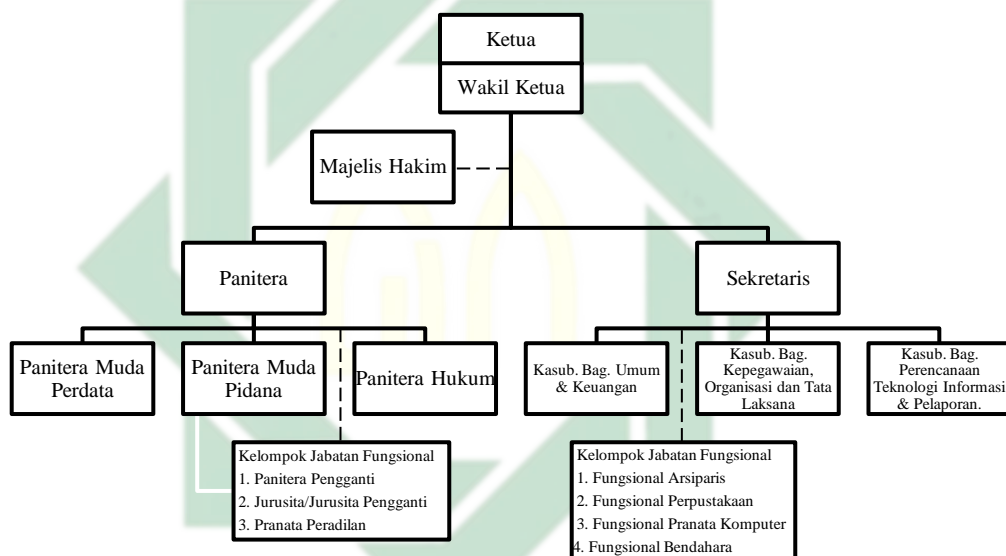 Ketua
Wakil Ketua
Majelis Hakim
Panitera
Sekretaris
Panitera Muda
Perdata
Panitera Muda
Pidana
Panitera Hukum
Kasub. Bag. Umum
& Keuangan
Kasub. Bag.
Kepegawaian,
Organisasi dan Tata
Laksana
Kasub. Bag.
Perencanaan
Teknologi Informasi
& Pelaporan.
Kelompok Jabatan Fungsional
1. Panitera Pengganti
2. Jurusita/Jurusita Pengganti
3. Pranata Peradilan
Kelompok Jabatan Fungsional
1. Fungsional Arsiparis
2. Fungsional Perpustakaan
3. Fungsional Pranata Komputer
4. Fungsional Bendahara